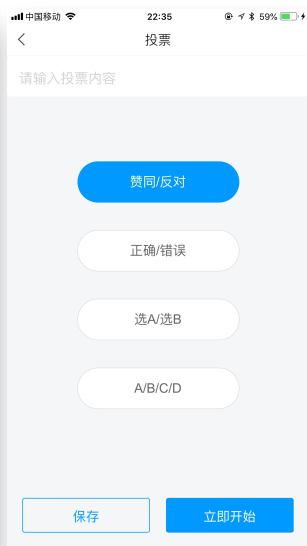 中国移动 22:35 59%
投票
请输入投票内容
赞同/反对
正确/错误
选A/选B
A/B/C/D
保存 立即开始